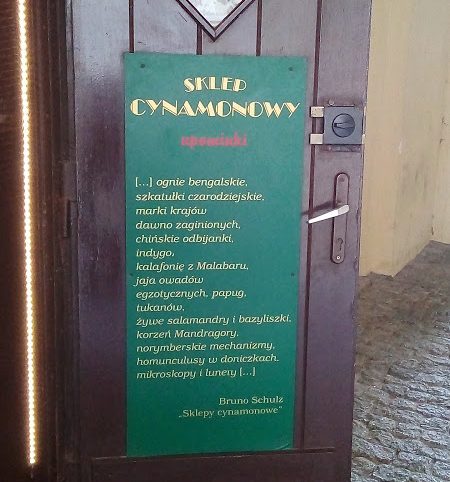 SKLEP
CYNAMONOWY
upominki
[...] ognie bengalskie,
szkatułki czarodziejskie,
marki krajów
dawno zaginionych,
chińskie odbijanki,
indygo,
kalafonię z Malabaru,
jaja owadów
egzotycznych, papug,
tukanów,
żywe salamandry i bazyliszki,
korzeń Mandragory,
norymberskie mechanizmy,
homunculusy w doniczkach,
mikroskopy i lunety [...]
Bruno Schulz
„Sklepy cynamonowe"